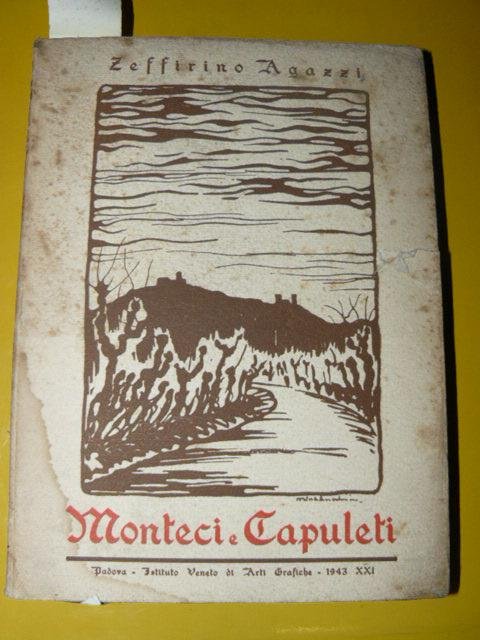 Zeffirino Agazzi
Monteci e Capuleti
Padova - Istituto Veneto di Arti Grafiche - 1943 XXI